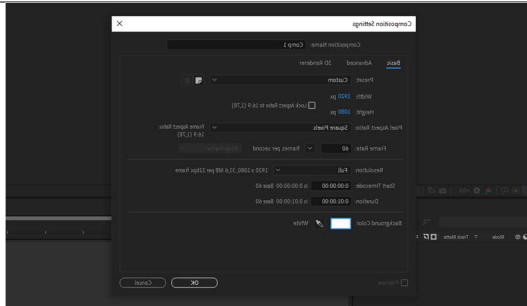 Composition Settings
Composition Name: Comp 1
Basic Advanced 3D Renderer
Preset: Custom
Width: 1920 px
Height: 1080 px
Lock Aspect Ratio to 16:9 (1,78)
Pixel Aspect Ratio: Square Pixels
Frame Aspect Ratio:
16:9 (1,78)
Frame Rate: 60 frames per second
Resolution: Full 1920 x 1080, 31,6 MB per 32bpc frame
Start Timecode: 0:00:00:00 is 0:00:00:00 Base 60
Duration: 0:01:00:00 is 0:01:00:00 Base 60
Background Color: White
Preview OK Cancel
Mode T Track Matte